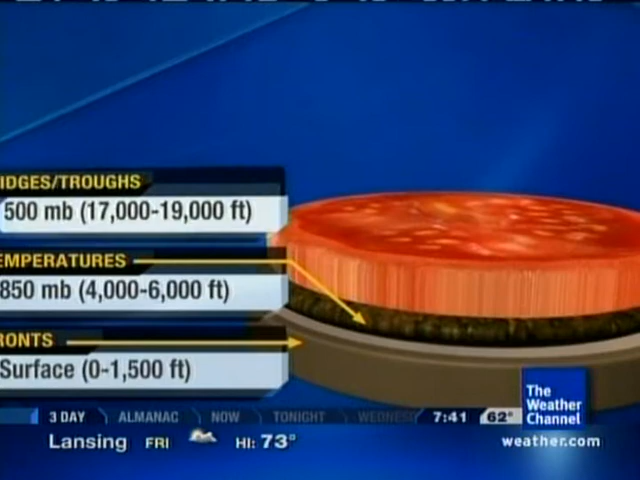 IDGES/TROUGHS
500 mb (17,000-19,000 ft)
EMPERATURES
850 mb (4,000-6,000 ft)
RONTS
Surface (0-1,500 ft)
3 DAY ALMANAC NOW TONIGHT WEDNES 7:41 62°
Lansing FRI HI: 73°
The
Weather
Channel
weather.com